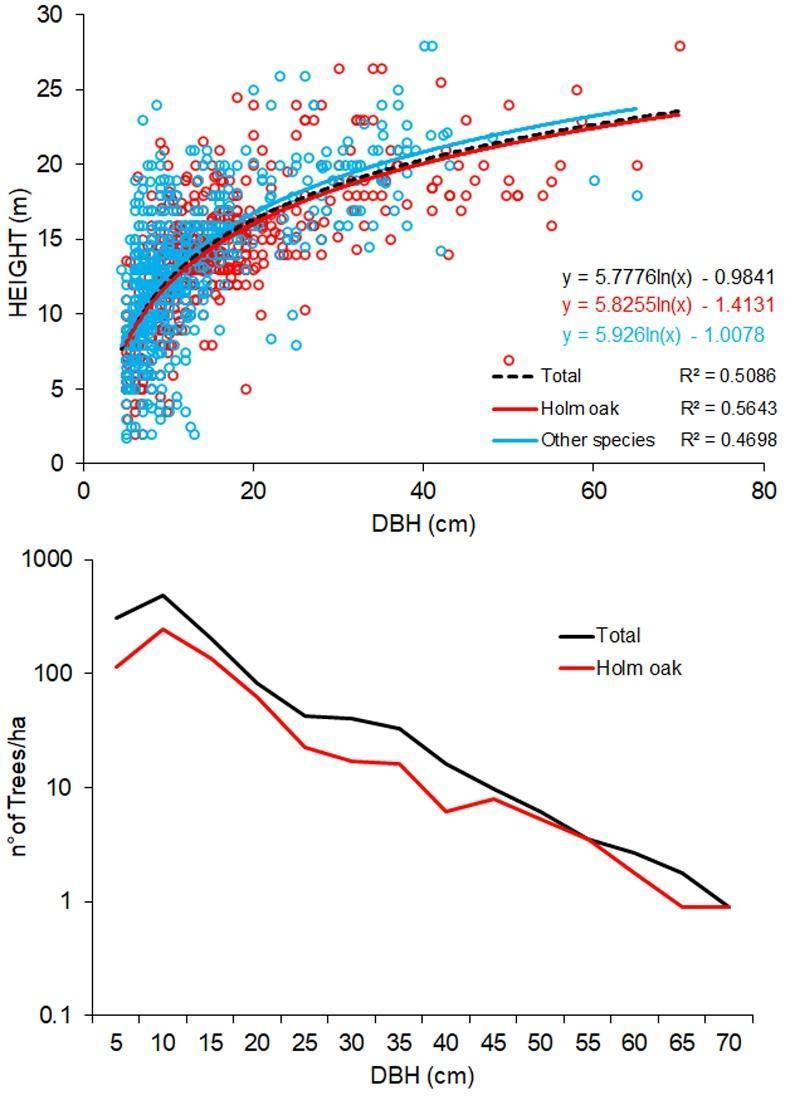 30
25
20
15
10
5
0
HEIGHT (m)
y = 5.7776ln(x) - 0.9841
y = 5.8255ln(x) - 1.4131
y = 5.926ln(x) - 1.0078
Total R² = 0.5086
Holm oak R² = 0.5643
Other species R² = 0.4698
0 20 40 60 80
DBH (cm)
1000
100
10
1
0.1
n° of Trees/ha
Total
Holm oak
5 10 15 20 25 30 35 40 45 50 55 60 65 70
DBH (cm)